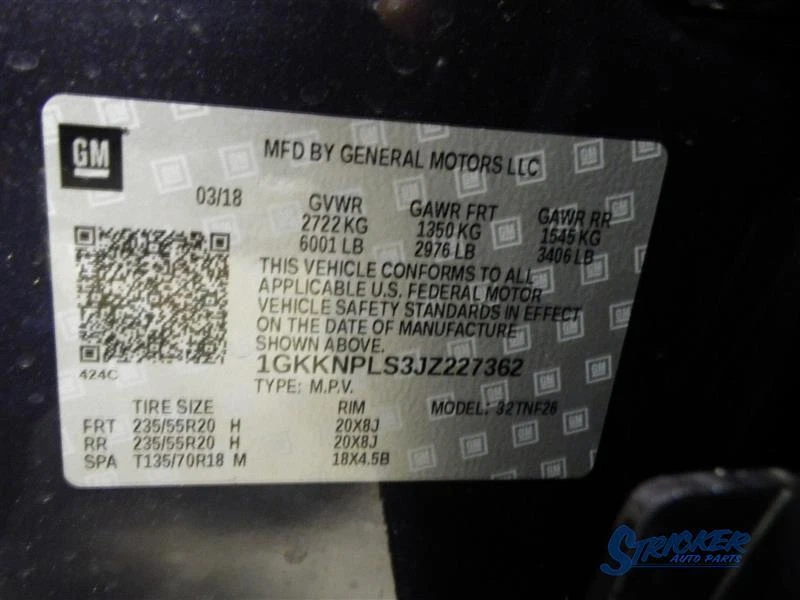 GM
MFD BY GENERAL MOTORS LLC
03/18
GVWR GAWR FRT GAWR RR
2722 KG 1350 KG 1545 KG
6001 LB 2976 LB 3406 LB
THIS VEHICLE CONFORMS TO ALL
APPLICABLE U.S. FEDERAL MOTOR
VEHICLE SAFETY STANDARDS IN EFFECT
ON THE DATE OF MANUFACTURE
SHOWN ABOVE.
424C
1GKKNPLS3JZ227362
TYPE: M.P.V.
TIRE SIZE RIM MODEL: 32TNF26
FRT 235/55R20 H 20X8J
RR 235/55R20 H 20X8J
SPA T135/70R18 M 18X4.5B
STRICKER
AUTO PARTS